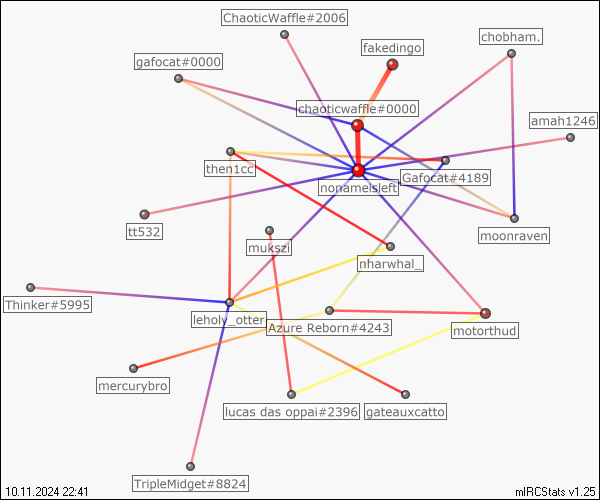 ChaoticWaffle#2006
fakedingo
chobham.
gafocat#0000
chaoticwaffle#0000
amah1246
then1cc
Gafocat#4189
nonameisleft
tt532
moonraven
mukszi
nharwhal_
Thinker#5995
leholy_otter
Azure Reborn#4243
motorthud
mercurybro
lucas das oppai#2396
gateauxcatto
TripleMidget#8824
10.11.2024 22:41
mIRCStats v1.25